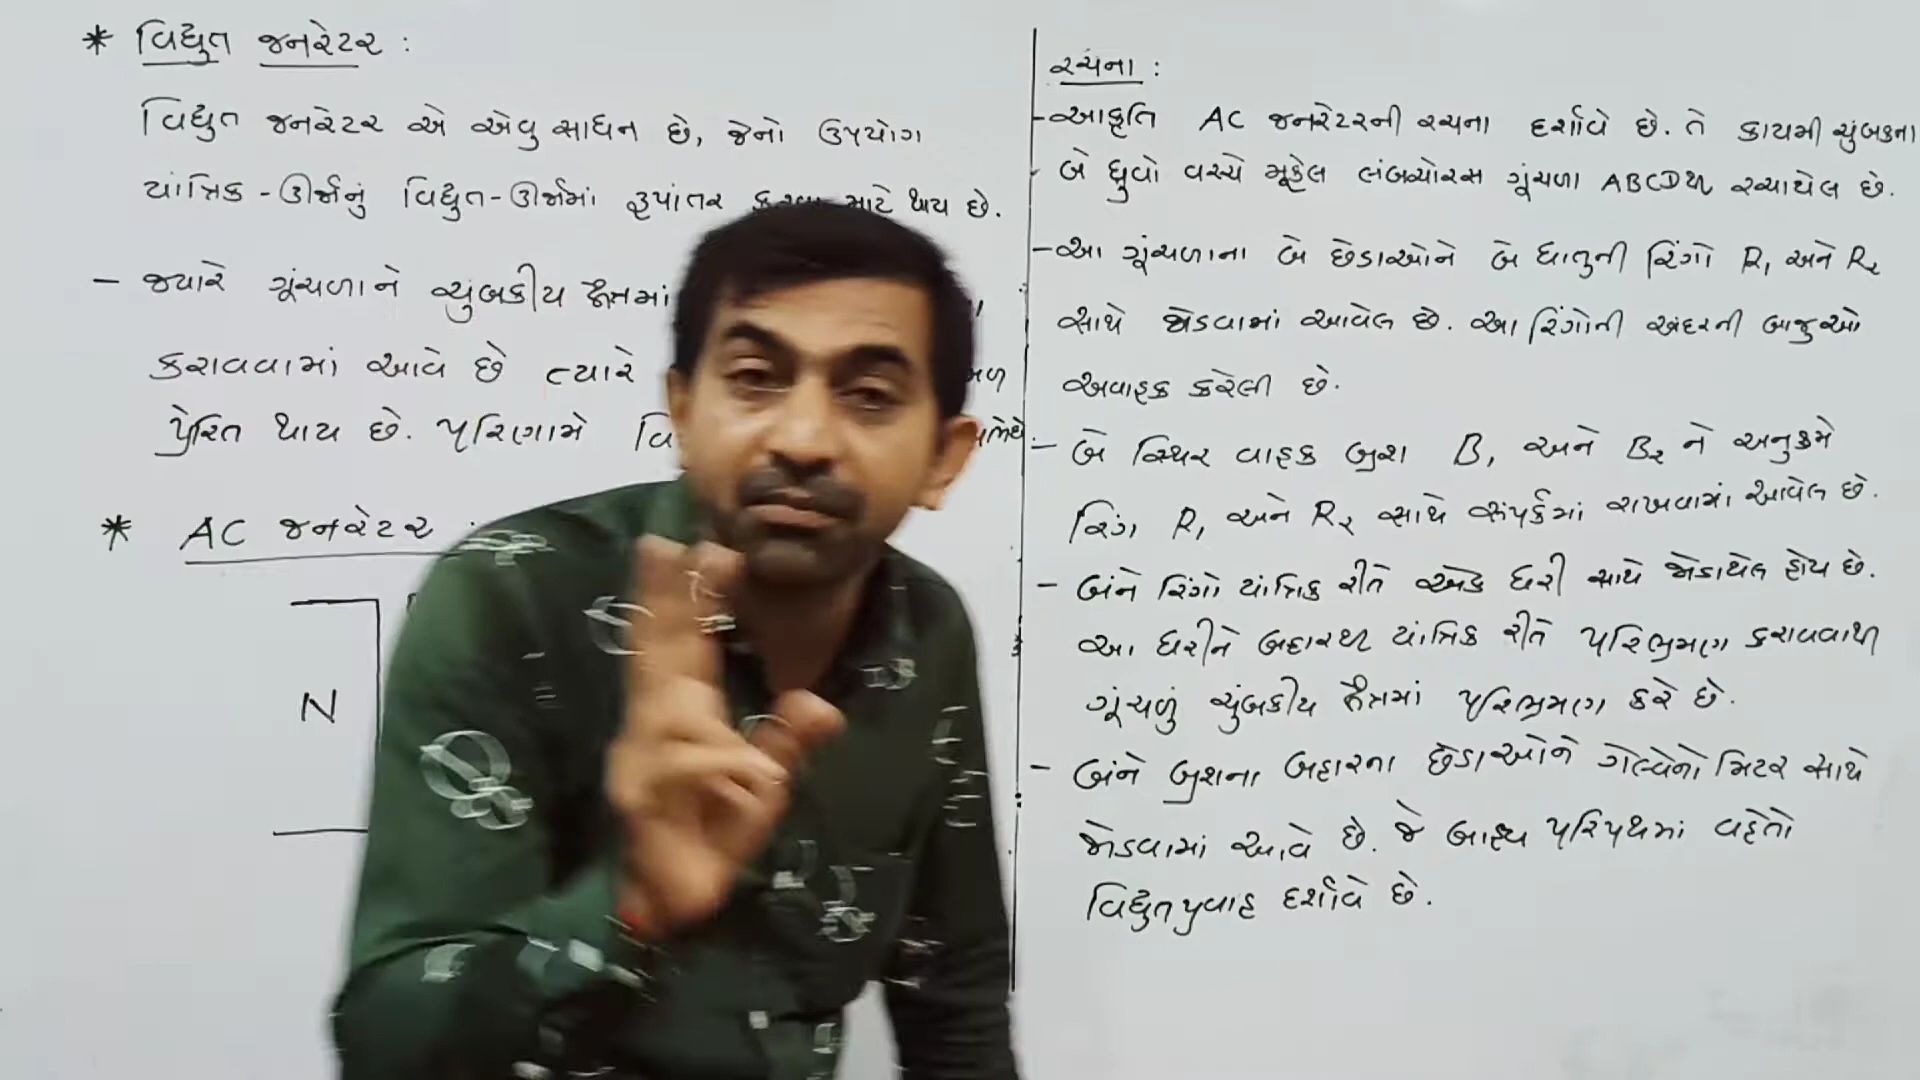 * વિદ્યુત જનરેટર :
વિદ્યુત જનરેટર એ એવુ સાધન છે, જેનો ઉપયોગ
યાંત્રિક - ઊર્જાનું વિદ્યુત - ઊર્જામાં રૂપાંતર કરવા માટે થાય છે.
- જ્યારે ગૂંચળાને ચુંબકીય ક્ષેત્રમાં
કરાવવામાં આવે છે ત્યારે
પ્રેરિત થાય છે. પરિણામે
* AC જનરેટર :
N
રચના :
- આકૃતિ AC જનરેટરની રચના દર્શાવે છે. તે કાયમી ચુંબકના
બે ધ્રુવો વચ્ચે મૂકેલ લંબચોરસ ગૂંચળા ABCDથી રચાયેલ છે.
- આ ગૂંચળાના બે છેડાઓને બે ધાતુની રિંગો R₁ અને R₂
સાથે જોડવામાં આવેલ છે. આ રિંગોની અંદરની બાજુઓ
અવાહક કરેલી છે.
- બે સ્થિર વાહક બ્રશ B₁ અને B₂ ને અનુક્રમે
રિંગ R₁ અને R₂ સાથે સંપર્કમાં રાખવામાં આવેલ છે.
- બંને રિંગો યાંત્રિક રીતે એક ધરી સાથે જોડાયેલ હોય છે.
આ ધરીને બહારથી યાંત્રિક રીતે પરિભ્રમણ કરાવવાથી
ગૂંચળું ચુંબકીય ક્ષેત્રમાં પરિભ્રમણ કરે છે.
- બંને બ્રશના બહારના છેડાઓને ગેલ્વેનોમિટર સાથે
જોડવામાં આવે છે. જે બાહ્ય પરિપથમાં વહેતો
વિદ્યુતપ્રવાહ દર્શાવે છે.